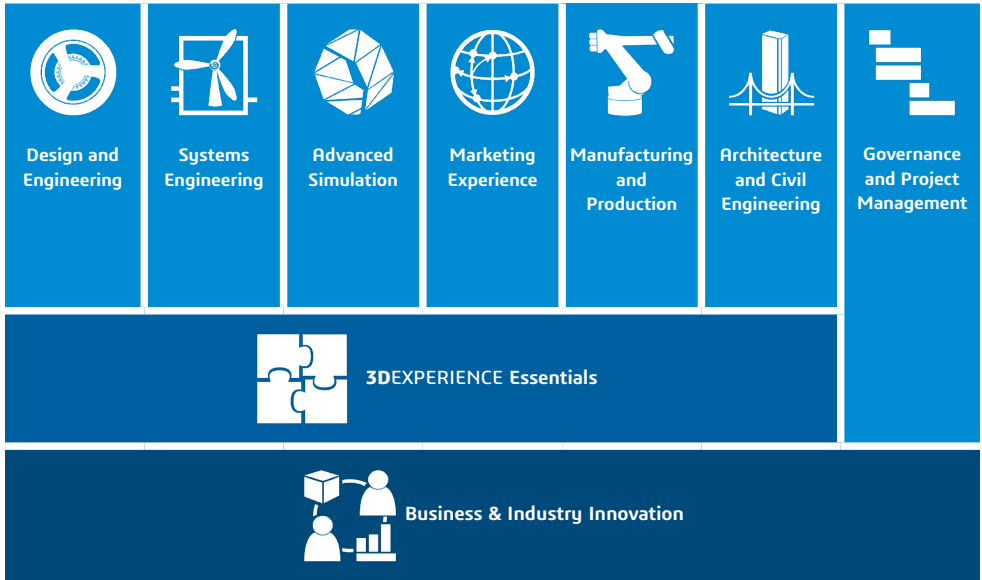 Design and
Engineering
Systems
Engineering
Advanced
Simulation
Marketing
Experience
Manufacturing
and
Production
Architecture
and Civil
Engineering
Governance
and Project
Management
3DEXPERIENCE Essentials
Business & Industry Innovation